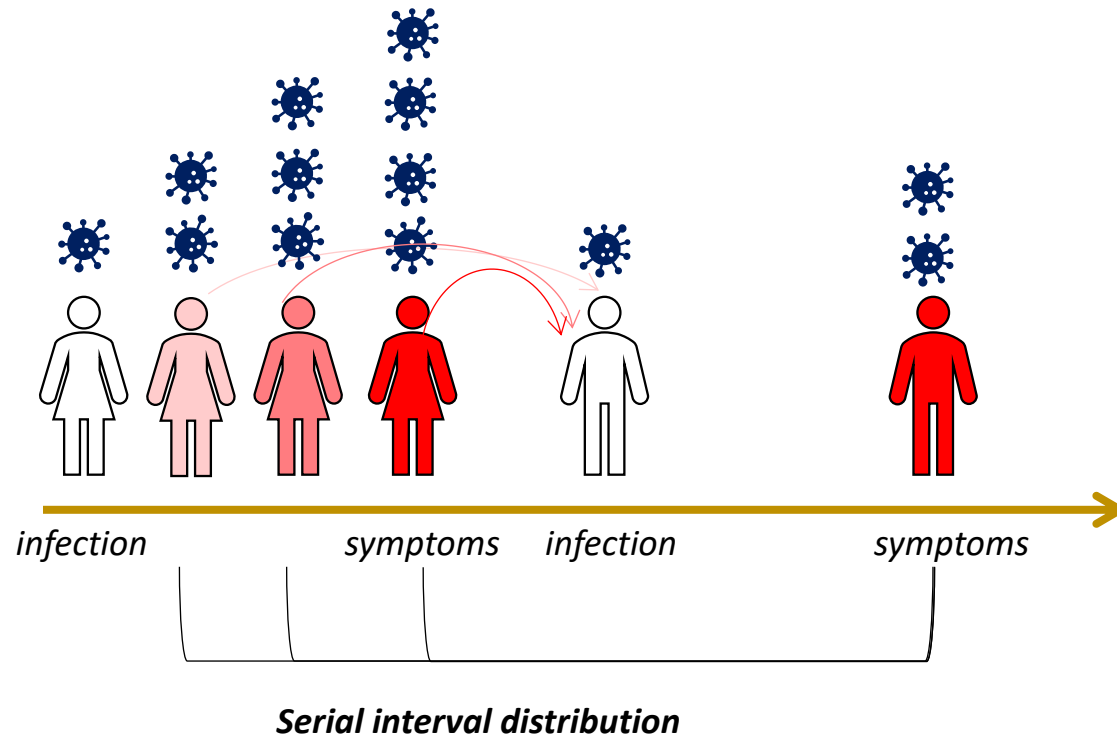 infection symptoms infection symptoms
Serial interval distribution